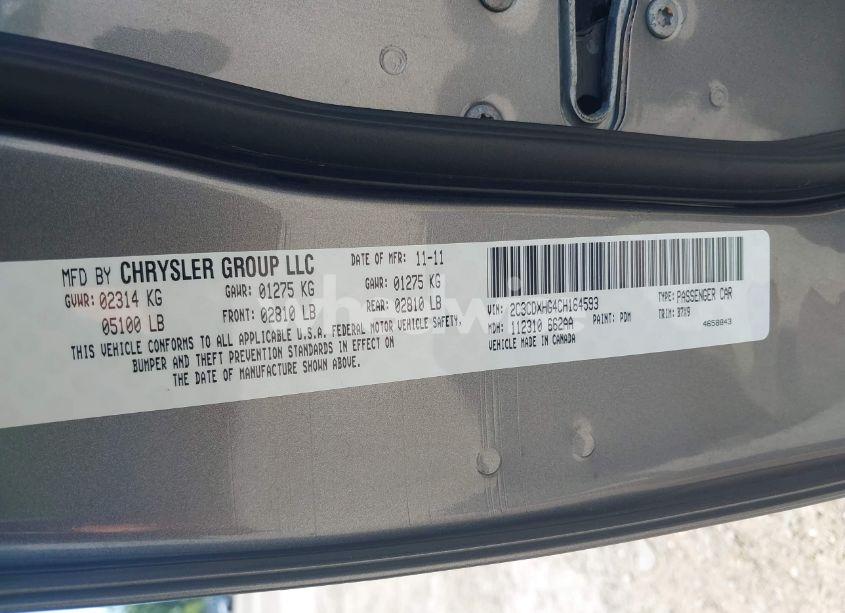 MFD BY CHRYSLER GROUP LLC DATE OF MFR: 11-11
GVWR: 02314 KG GAWR: 01275 KG GAWR: 01275 KG
05100 LB FRONT: 02810 LB REAR: 02810 LB
THIS VEHICLE CONFORMS TO ALL APPLICABLE U.S.A. FEDERAL MOTOR VEHICLE SAFETY,
BUMPER AND THEFT PREVENTION STANDARDS IN EFFECT ON
THE DATE OF MANUFACTURE SHOWN ABOVE.
VIN: 2C3CDXHG4CH164593 TYPE: PASSENGER CAR
MDH: 112310 662AA PAINT: PDM TRIM: B7X9
VEHICLE MADE IN CANADA 4658843